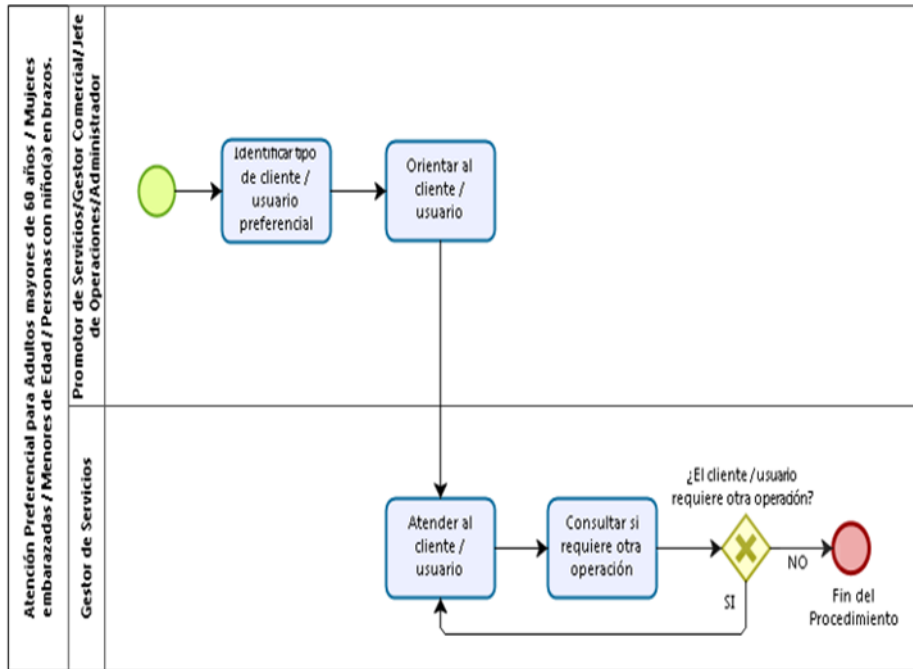 Atención Preferencial para Adultos mayores de 60 años / Mujeres
embarazadas / Menores de Edad / Personas con niño(a) en brazos.
Promotor de Servicios/Gestor Comercial/Jefe
de Operaciones/Administrador
Identificar tipo
de cliente /
usuario
preferencial
Orientar al
cliente /
usuario
Gestor de Servicios
Atender al
cliente /
usuario
Consultar si
requiere otra
operación
¿El cliente / usuario
requiere otra operación?
SI
NO
Fin del
Procedimiento